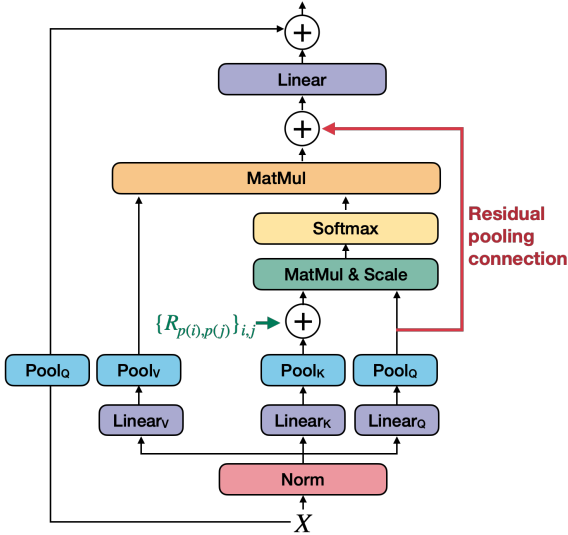 Linear
MatMul
Softmax
Residual
pooling
connection
MatMul & Scale
{R_{p(i),p(j)}}_{i,j}
Pool_Q
Pool_V
Pool_K
Pool_Q
Linear_V
Linear_K
Linear_Q
Norm
X